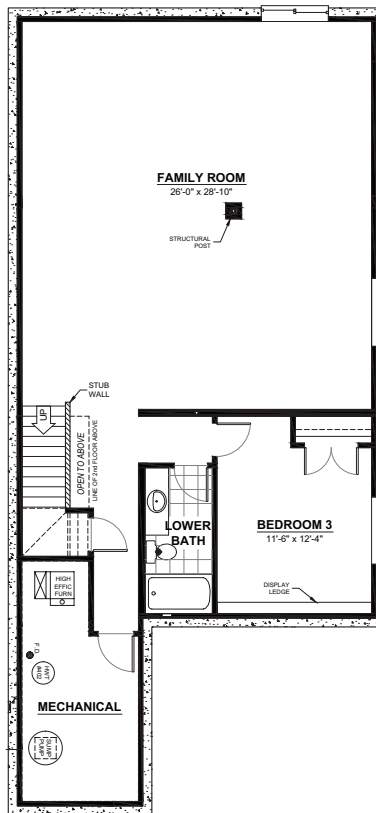 FAMILY ROOM
26'-0" x 28'-10"
STRUCTURAL
POST
STUB
WALL
UP
OPEN TO ABOVE
LINE OF 2nd FLOOR ABOVE
LOWER
BATH
BEDROOM 3
11'-6" x 12'-4"
DISPLAY
LEDGE
HIGH
EFFIC
FURN
F.D.
HWT
MECHANICAL
SUMP
PUMP